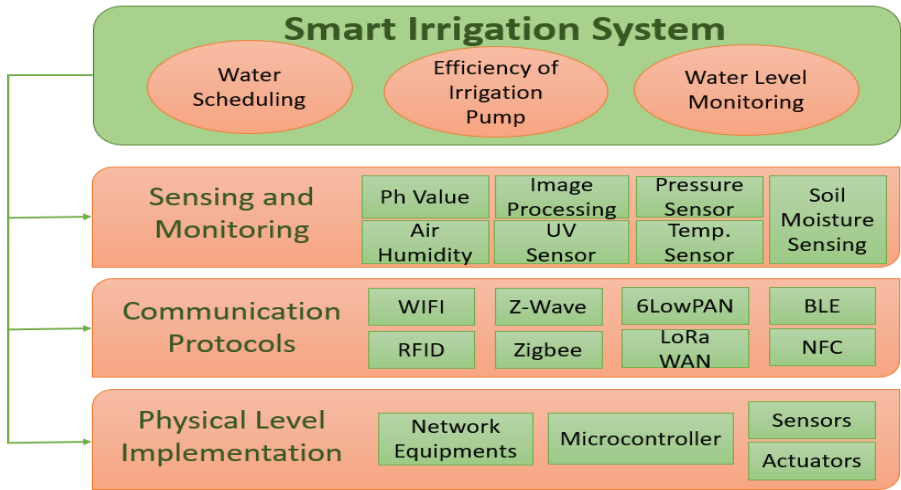 Smart Irrigation System
Water
Scheduling
Efficiency of
Irrigation
Pump
Water Level
Monitoring
Sensing and
Monitoring
Ph Value
Image
Processing
Pressure
Sensor
Soil
Moisture
Sensing
Air
Humidity
UV
Sensor
Temp.
Sensor
Communication
Protocols
WIFI
Z-Wave
6LowPAN
BLE
RFID
Zigbee
LoRa
WAN
NFC
Physical Level
Implementation
Network
Equipments
Microcontroller
Sensors
Actuators